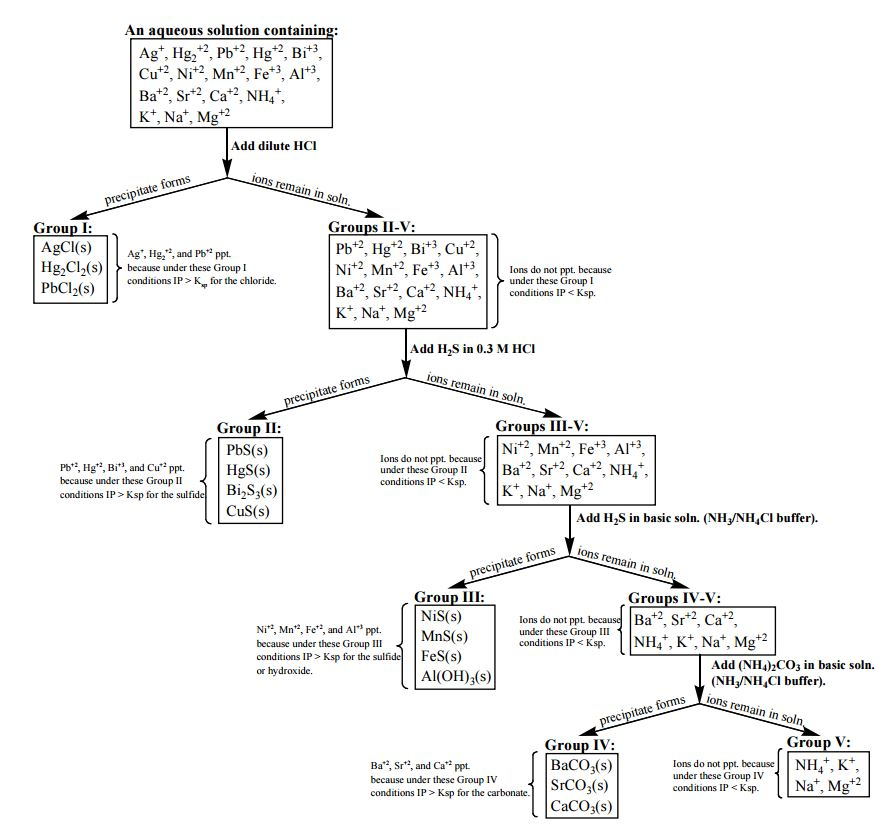 An aqueous solution containing:
Ag⁺, Hg₂⁺², Pb⁺², Hg⁺², Bi⁺³,
Cu⁺², Ni⁺², Mn⁺², Fe⁺³, Al⁺³,
Ba⁺², Sr⁺², Ca⁺², NH₄⁺,
K⁺, Na⁺, Mg⁺²
Add dilute HCl
precipitate forms
ions remain in soln.
Group I:
AgCl(s)
Hg₂Cl₂(s)
PbCl₂(s)
Ag⁺, Hg₂⁺², and Pb⁺² ppt.
because under these Group I
conditions IP > Kₛₚ for the chloride.
Groups II-V:
Pb⁺², Hg⁺², Bi⁺³, Cu⁺²,
Ni⁺², Mn⁺², Fe⁺³, Al⁺³,
Ba⁺², Sr⁺², Ca⁺², NH₄⁺,
K⁺, Na⁺, Mg⁺²
Ions do not ppt. because
under these Group I
conditions IP < Ksp.
Add H₂S in 0.3 M HCl
precipitate forms
ions remain in soln.
Group II:
PbS(s)
HgS(s)
Bi₂S₃(s)
CuS(s)
Pb⁺², Hg⁺², Bi⁺³, and Cu⁺² ppt.
because under these Group II
conditions IP > Ksp for the sulfide
Groups III-V:
Ni⁺², Mn⁺², Fe⁺³, Al⁺³,
Ba⁺², Sr⁺², Ca⁺², NH₄⁺,
K⁺, Na⁺, Mg⁺²
Ions do not ppt. because
under these Group II
conditions IP < Ksp.
Add H₂S in basic soln. (NH₃/NH₄Cl buffer).
precipitate forms
ions remain in soln.
Group III:
NiS(s)
MnS(s)
FeS(s)
Al(OH)₃(s)
Ni⁺², Mn⁺², Fe⁺², and Al⁺³ ppt.
because under these Group III
conditions IP > Ksp for the sulfide
or hydroxide.
Groups IV-V:
Ba⁺², Sr⁺², Ca⁺²,
NH₄⁺, K⁺, Na⁺, Mg⁺²
Ions do not ppt. because
under these Group III
conditions IP < Ksp.
Add (NH₄)₂CO₃ in basic soln.
(NH₃/NH₄Cl buffer).
precipitate forms
ions remain in soln.
Group IV:
BaCO₃(s)
SrCO₃(s)
CaCO₃(s)
Ba⁺², Sr⁺², and Ca⁺² ppt.
because under these Group IV
conditions IP > Ksp for the carbonate.
Group V:
NH₄⁺, K⁺,
Na⁺, Mg⁺²
Ions do not ppt. because
under these Group IV
conditions IP < Ksp.